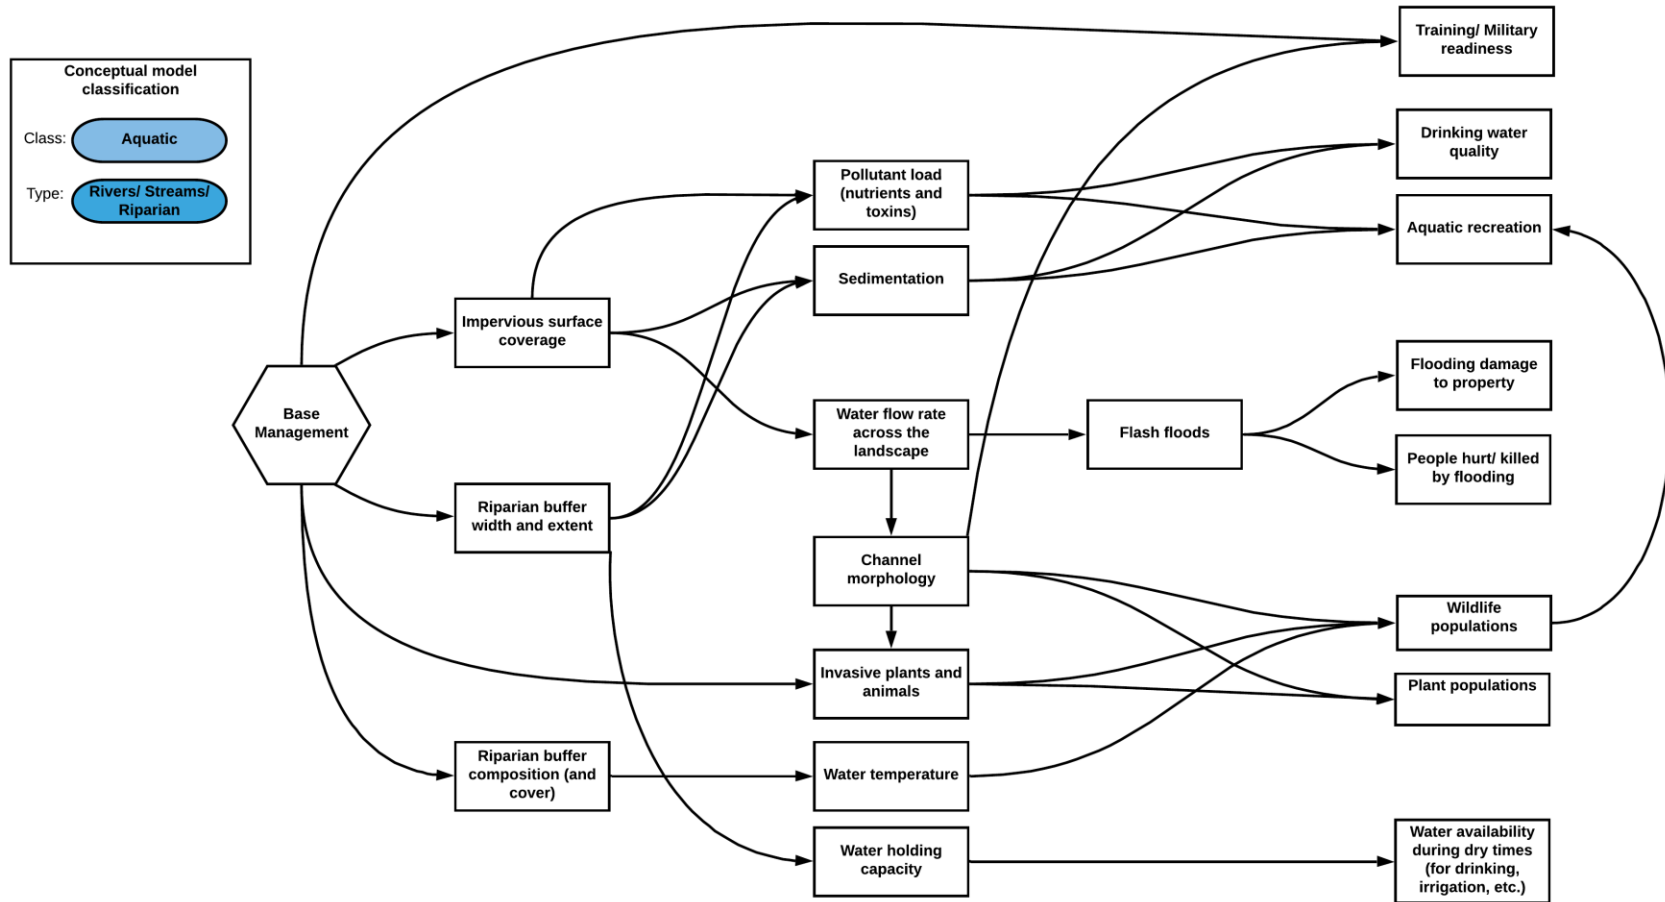 Conceptual model
classification
Class:
Aquatic
Type:
Rivers/ Streams/
Riparian
Base
Management
Impervious surface
coverage
Riparian buffer
width and extent
Riparian buffer
composition (and
cover)
Pollutant load
(nutrients and
toxins)
Sedimentation
Water flow rate
across the
landscape
Channel
morphology
Invasive plants and
animals
Water temperature
Water holding
capacity
Flash floods
Training/ Military
readiness
Drinking water
quality
Aquatic recreation
Flooding damage
to property
People hurt/ killed
by flooding
Wildlife
populations
Plant populations
Water availability
during dry times
(for drinking,
irrigation, etc.)